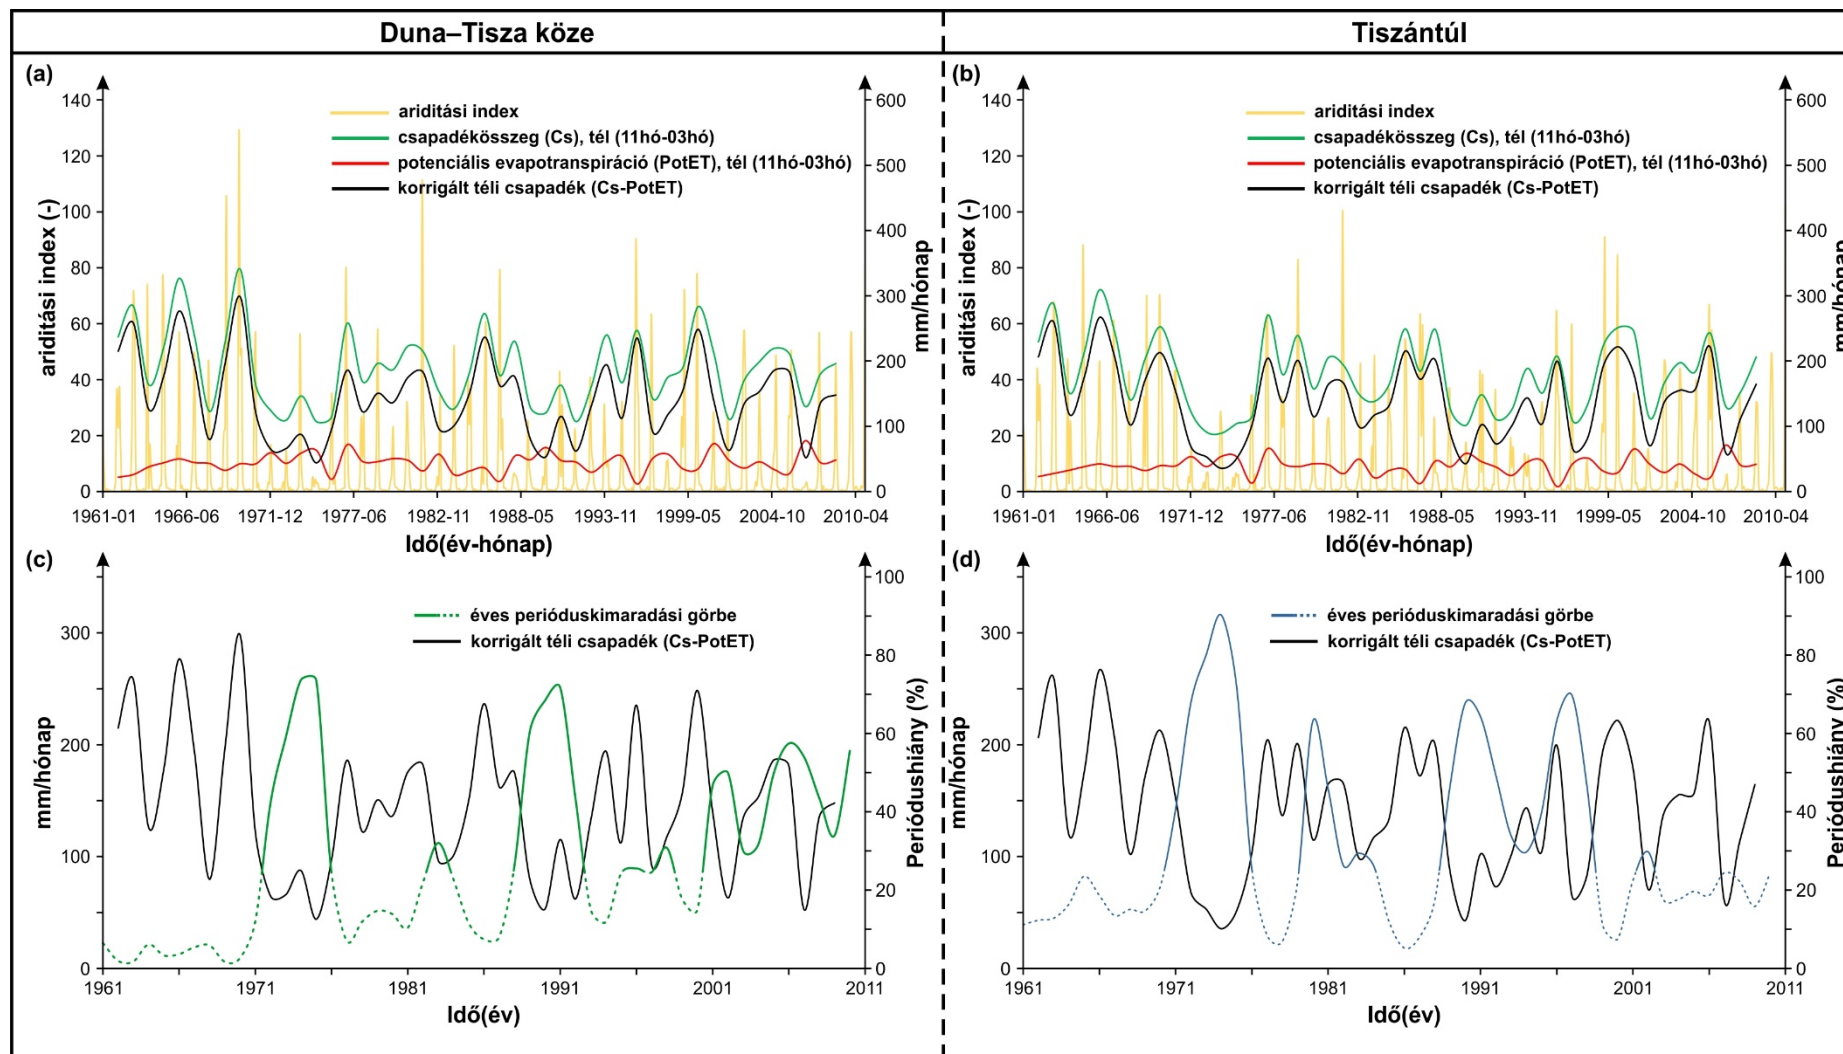 Duna–Tisza köze
Tiszántúl
(a)
140
120
100
80
60
40
20
0
ariditási index (-)
ariditási index
csapadékösszeg (Cs), tél (11hó-03hó)
potenciális evapotranspiráció (PotET), tél (11hó-03hó)
korrigált téli csapadék (Cs-PotET)
600
500
400
300
200
100
0
mm/hónap
1961-01 1966-06 1971-12 1977-06 1982-11 1988-05 1993-11 1999-05 2004-10 2010-04
Idő(év-hónap)
(b)
140
120
100
80
60
40
20
0
ariditási index (-)
ariditási index
csapadékösszeg (Cs), tél (11hó-03hó)
potenciális evapotranspiráció (PotET), tél (11hó-03hó)
korrigált téli csapadék (Cs-PotET)
600
500
400
300
200
100
0
mm/hónap
1961-01 1966-06 1971-12 1977-06 1982-11 1988-05 1993-11 1999-05 2004-10 2010-04
Idő(év-hónap)
(c)
300
200
100
0
mm/hónap
éves perióduskimaradási görbe
korrigált téli csapadék (Cs-PotET)
100
80
60
40
20
0
Periódushiány (%)
1961 1971 1981 1991 2001 2011
Idő(év)
(d)
300
200
100
0
mm/hónap
éves perióduskimaradási görbe
korrigált téli csapadék (Cs-PotET)
100
80
60
40
20
0
Periódushiány (%)
1961 1971 1981 1991 2001 2011
Idő(év)